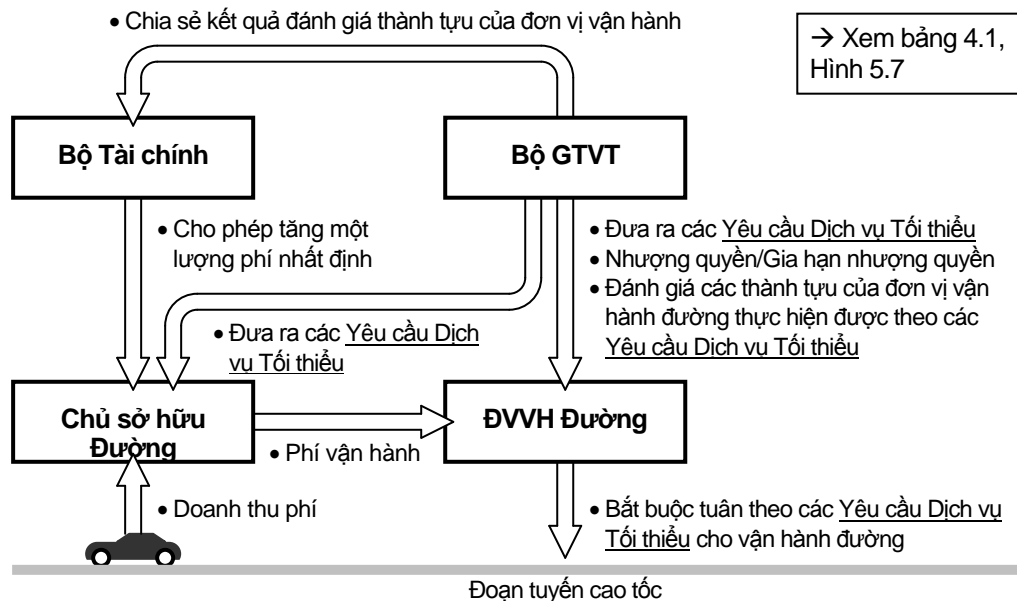 • Chia sẻ kết quả đánh giá thành tựu của đơn vị vận hành
→ Xem bảng 4.1,
Hình 5.7
Bộ Tài chính
Bộ GTVT
• Cho phép tăng một
lượng phí nhất định
• Đưa ra các Yêu cầu Dịch vụ Tối thiểu
• Nhượng quyền/Gia hạn nhượng quyền
• Đánh giá các thành tựu của đơn vị vận
hành đường thực hiện được theo các
Yêu cầu Dịch vụ Tối thiểu
• Đưa ra các Yêu cầu Dịch
vụ Tối thiểu
Chủ sở hữu
Đường
ĐVVH Đường
• Phí vận hành
• Doanh thu phí
• Bắt buộc tuân theo các Yêu cầu Dịch vụ
Tối thiểu cho vận hành đường
Đoạn tuyến cao tốc